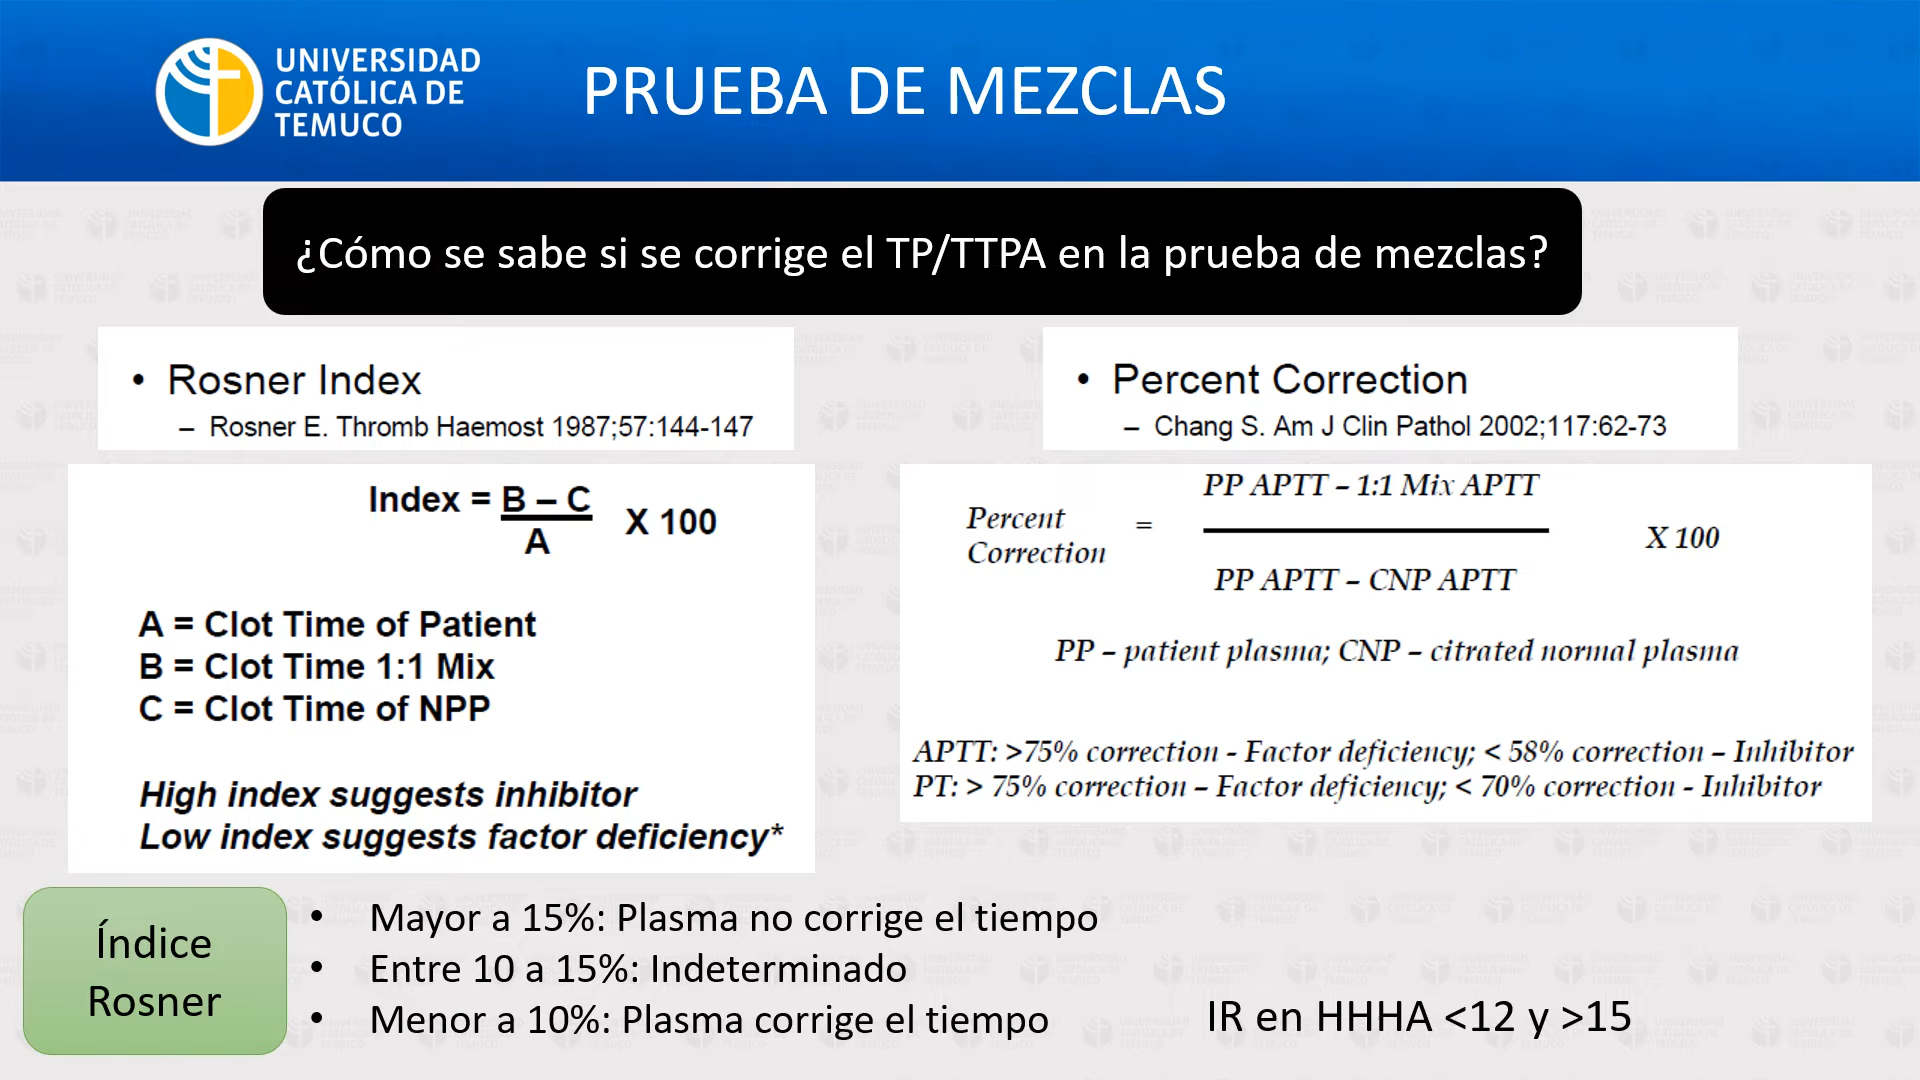 UNIVERSIDAD
CATÓLICA DE
TEMUCO
PRUEBA DE MEZCLAS
¿Cómo se sabe si se corrige el TP/TTPA en la prueba de mezclas?
• Rosner Index
– Rosner E. Thromb Haemost 1987;57:144-147
Index = B – C
A
X 100
A = Clot Time of Patient
B = Clot Time 1:1 Mix
C = Clot Time of NPP
High index suggests inhibitor
Low index suggests factor deficiency*
• Percent Correction
– Chang S. Am J Clin Pathol 2002;117:62-73
Percent
Correction
=
PP APTT – 1:1 Mix APTT
PP APTT – CNP APTT
X 100
PP – patient plasma; CNP – citrated normal plasma
APTT: >75% correction - Factor deficiency; < 58% correction – Inhibitor
PT: > 75% correction – Factor deficiency; < 70% correction - Inhibitor
Índice
Rosner
• Mayor a 15%: Plasma no corrige el tiempo
• Entre 10 a 15%: Indeterminado
• Menor a 10%: Plasma corrige el tiempo
IR en HHHA <12 y >15